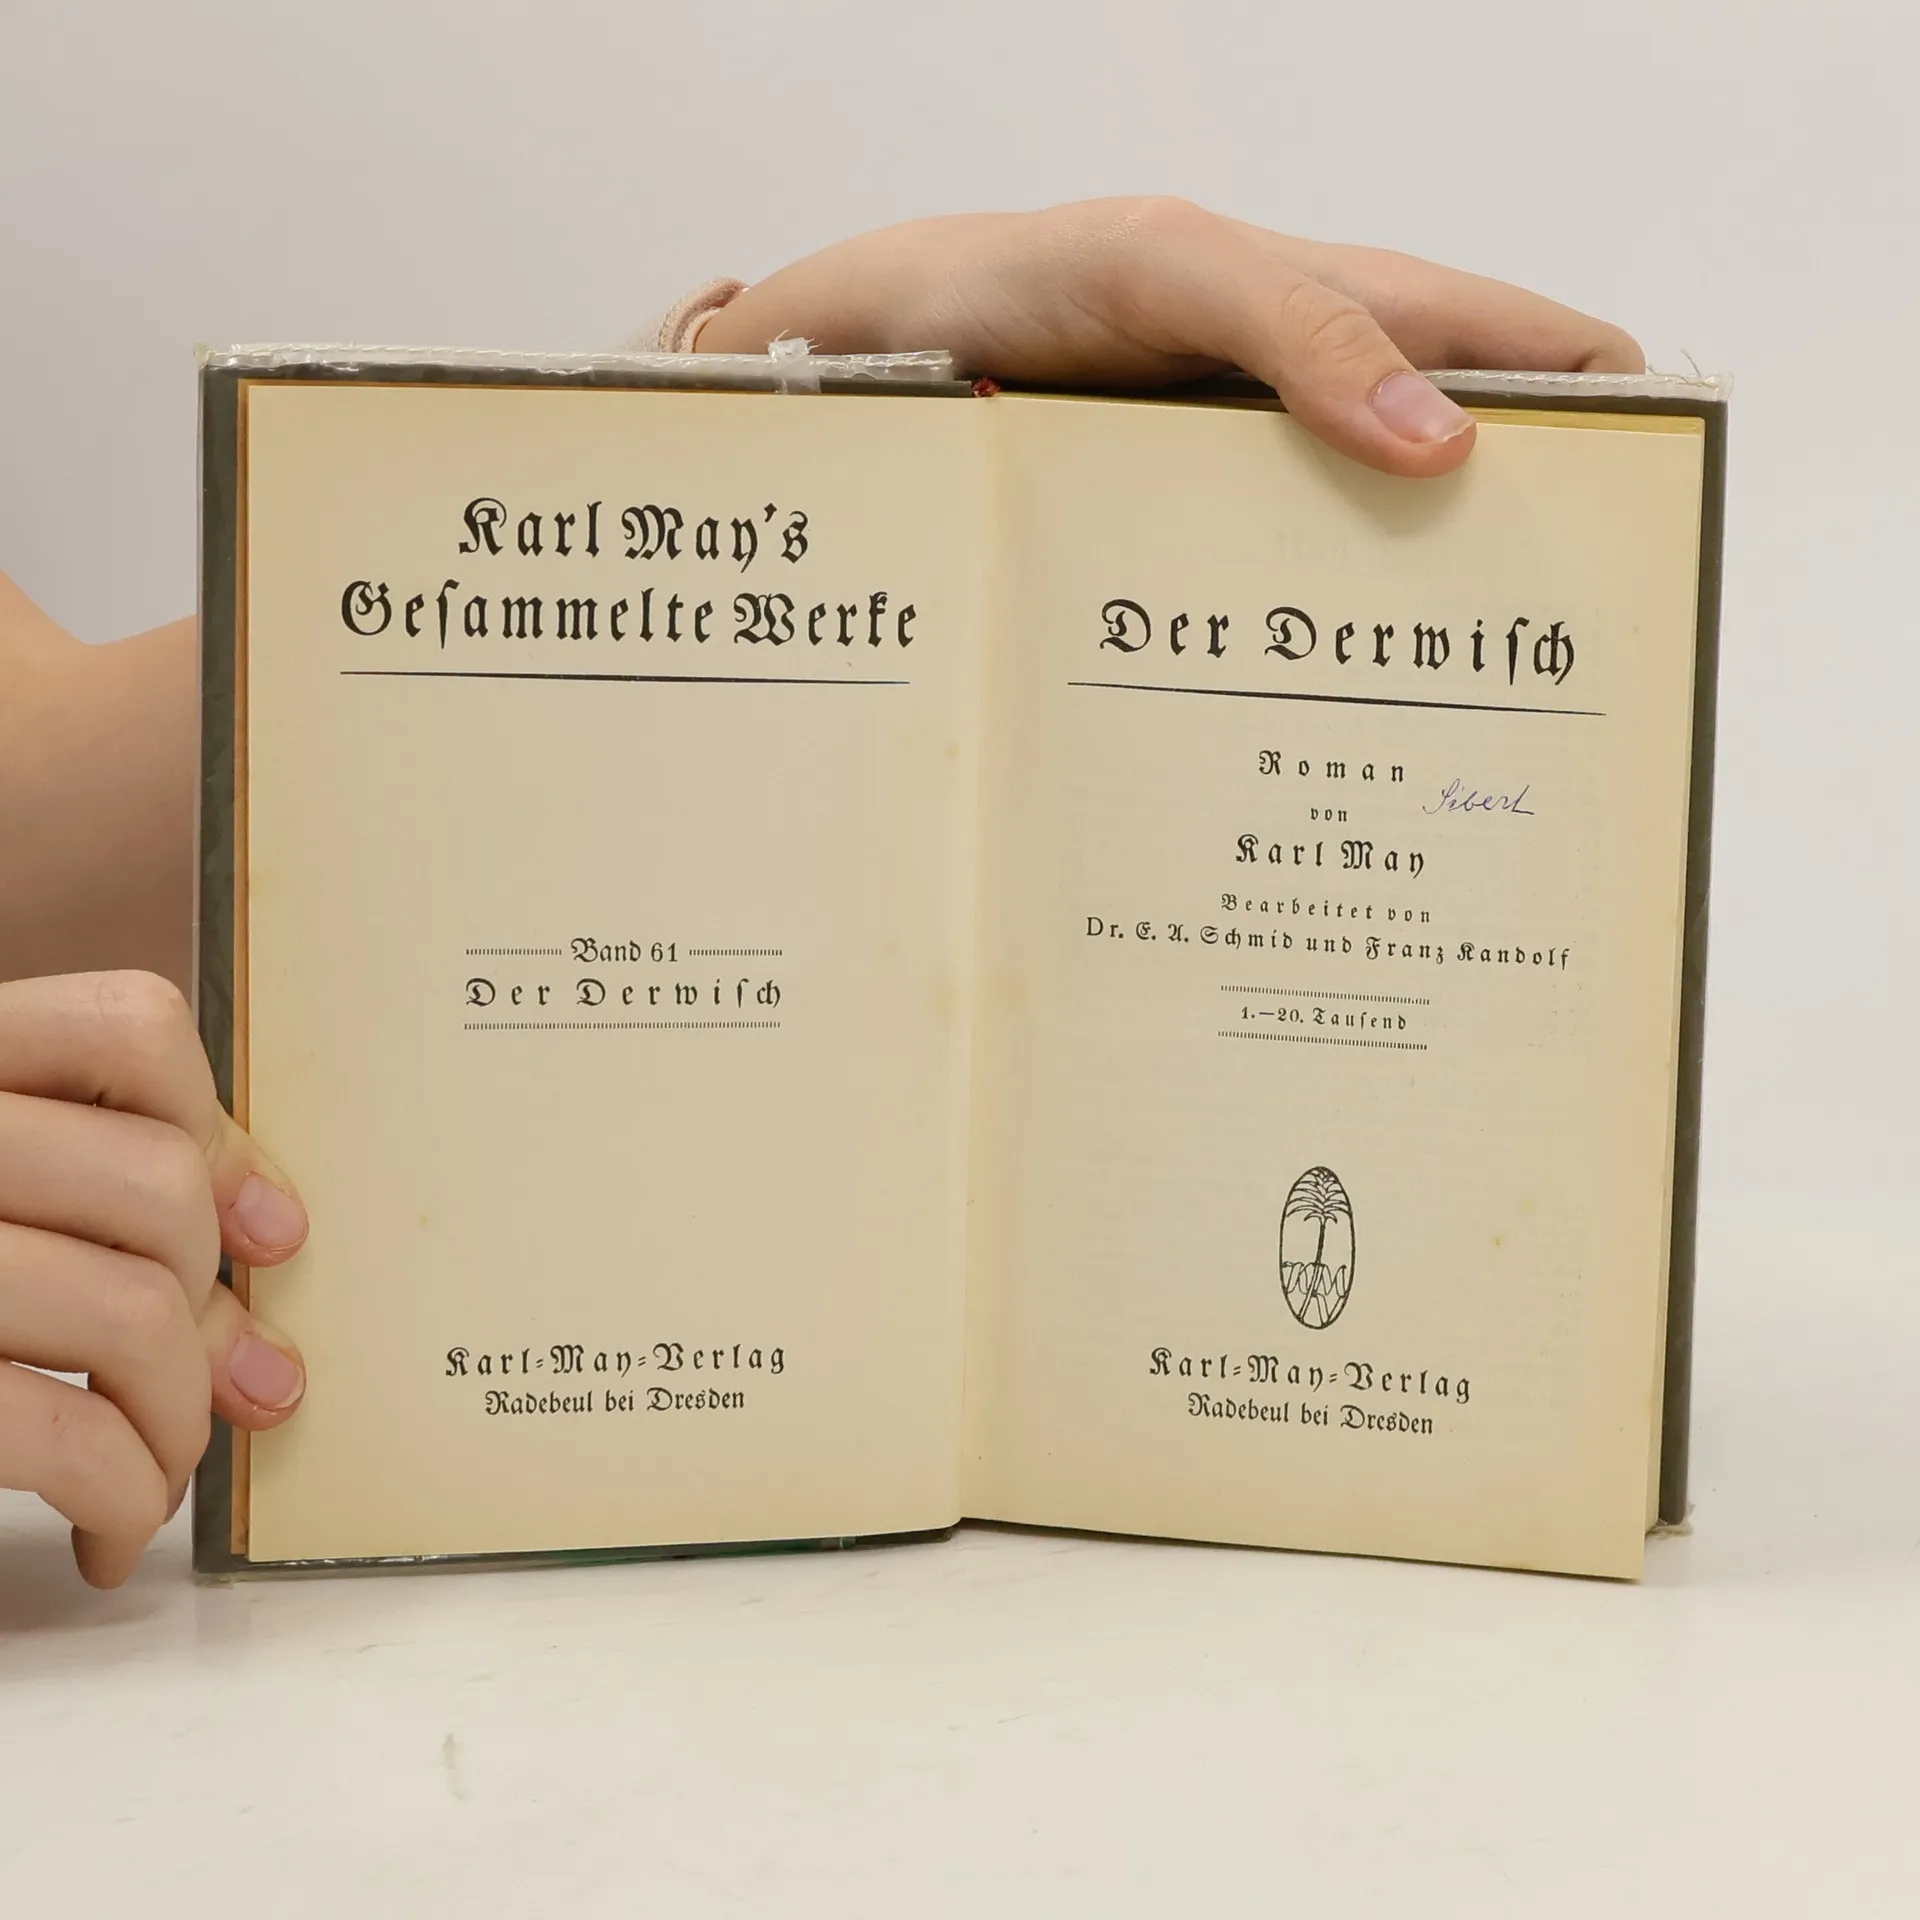 Karl May's
Geſammelte Werke
Band 61
Der Derwiſch
Karl-May-Verlag
Radebeul bei Dresden
Der Derwiſch
Roman
Sibert
von
Karl May
Bearbeitet von
Dr. E. A. Schmid und Franz Kandolf
1.—20. Tauſend
Karl-May-Verlag
Radebeul bei Dresden